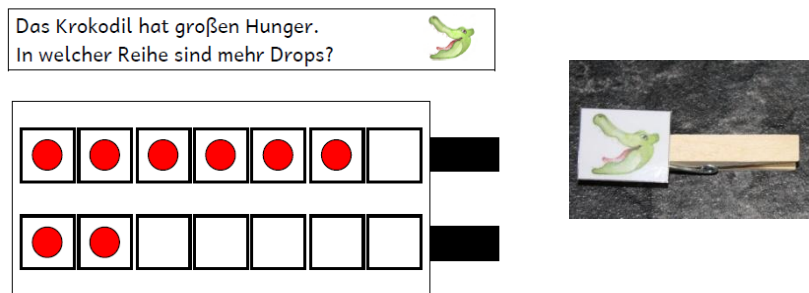 Das Krokodil hat großen Hunger.
In welcher Reihe sind mehr Drops?